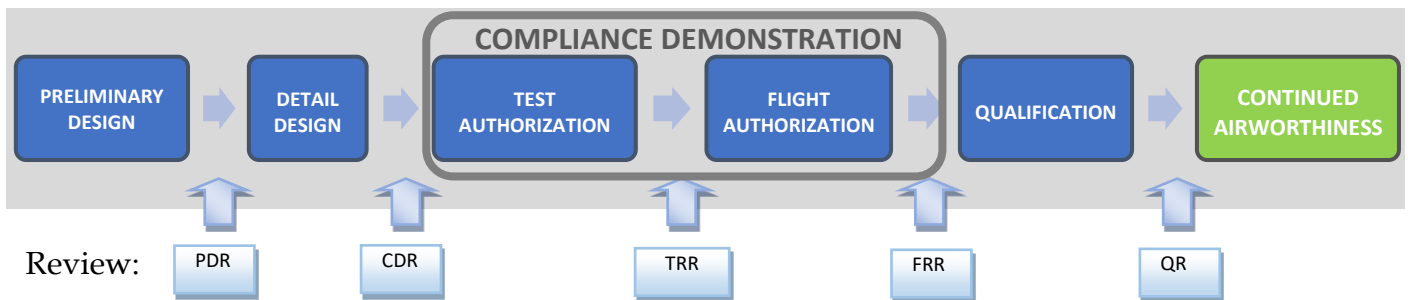 COMPLIANCE DEMONSTRATION
PRELIMINARY
DESIGN
DETAIL
DESIGN
TEST
AUTHORIZATION
FLIGHT
AUTHORIZATION
QUALIFICATION
CONTINUED
AIRWORTHINESS
Review:
PDR
CDR
TRR
FRR
QR